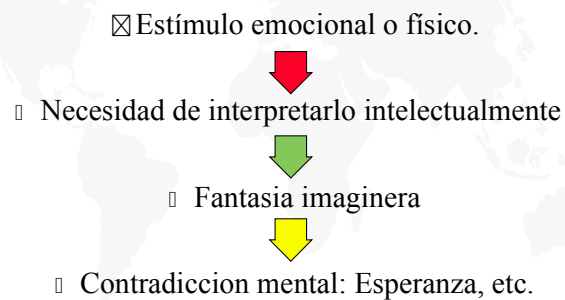 Estímulo emocional o físico.
Necesidad de interpretarlo intelectualmente
Fantasia imaginera
Contradiccion mental: Esperanza, etc.